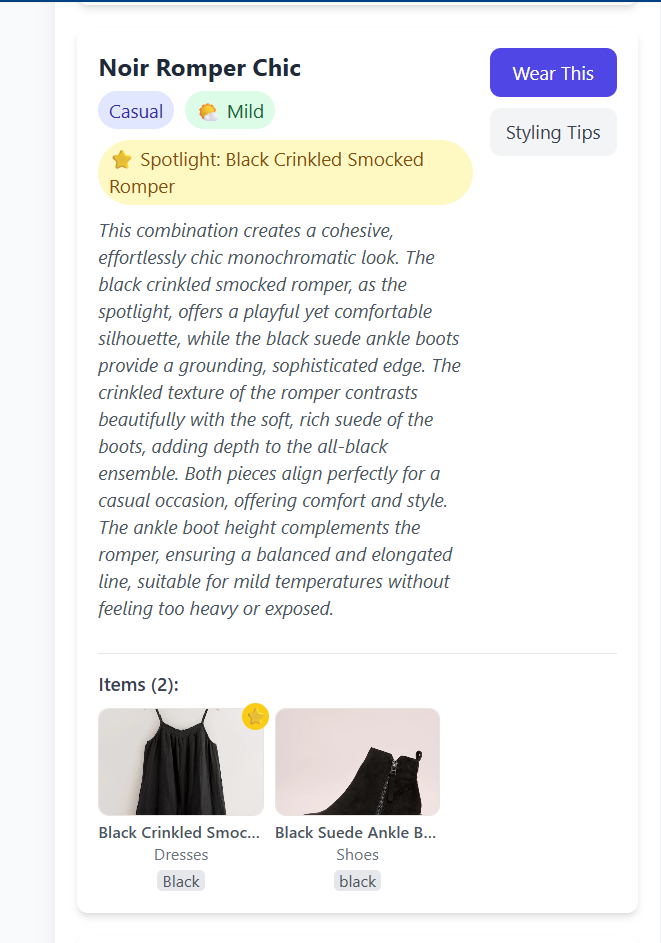 Noir Romper Chic
Wear This
Casual
Mild
Styling Tips
Spotlight: Black Crinkled Smocked
Romper
This combination creates a cohesive,
effortlessly chic monochromatic look. The
black crinkled smocked romper, as the
spotlight, offers a playful yet comfortable
silhouette, while the black suede ankle boots
provide a grounding, sophisticated edge. The
crinkled texture of the romper contrasts
beautifully with the soft, rich suede of the
boots, adding depth to the all-black
ensemble. Both pieces align perfectly for a
casual occasion, offering comfort and style.
The ankle boot height complements the
romper, ensuring a balanced and elongated
line, suitable for mild temperatures without
feeling too heavy or exposed.
Items (2):
Black Crinkled Smoc...
Dresses
Black
Black Suede Ankle B...
Shoes
black